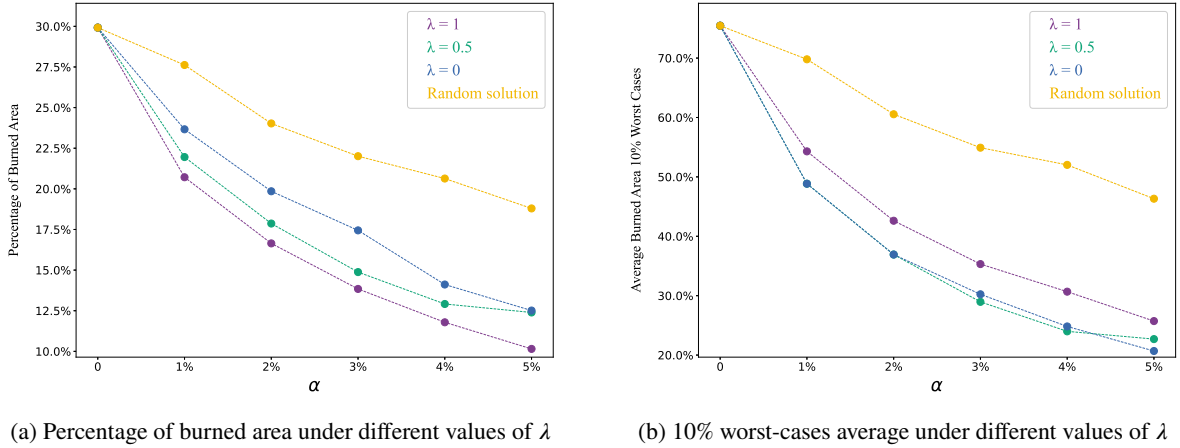 30.0%
27.5%
25.0%
22.5%
20.0%
17.5%
15.0%
12.5%
10.0%
Percentage of Burned Area
0
1%
2%
3%
4%
5%
α
λ = 1
λ = 0.5
λ = 0
Random solution
(a) Percentage of burned area under different values of λ
70.0%
60.0%
50.0%
40.0%
30.0%
20.0%
Average Burned Area 10% Worst Cases
0
1%
2%
3%
4%
5%
α
λ = 1
λ = 0.5
λ = 0
Random solution
(b) 10% worst-cases average under different values of λ